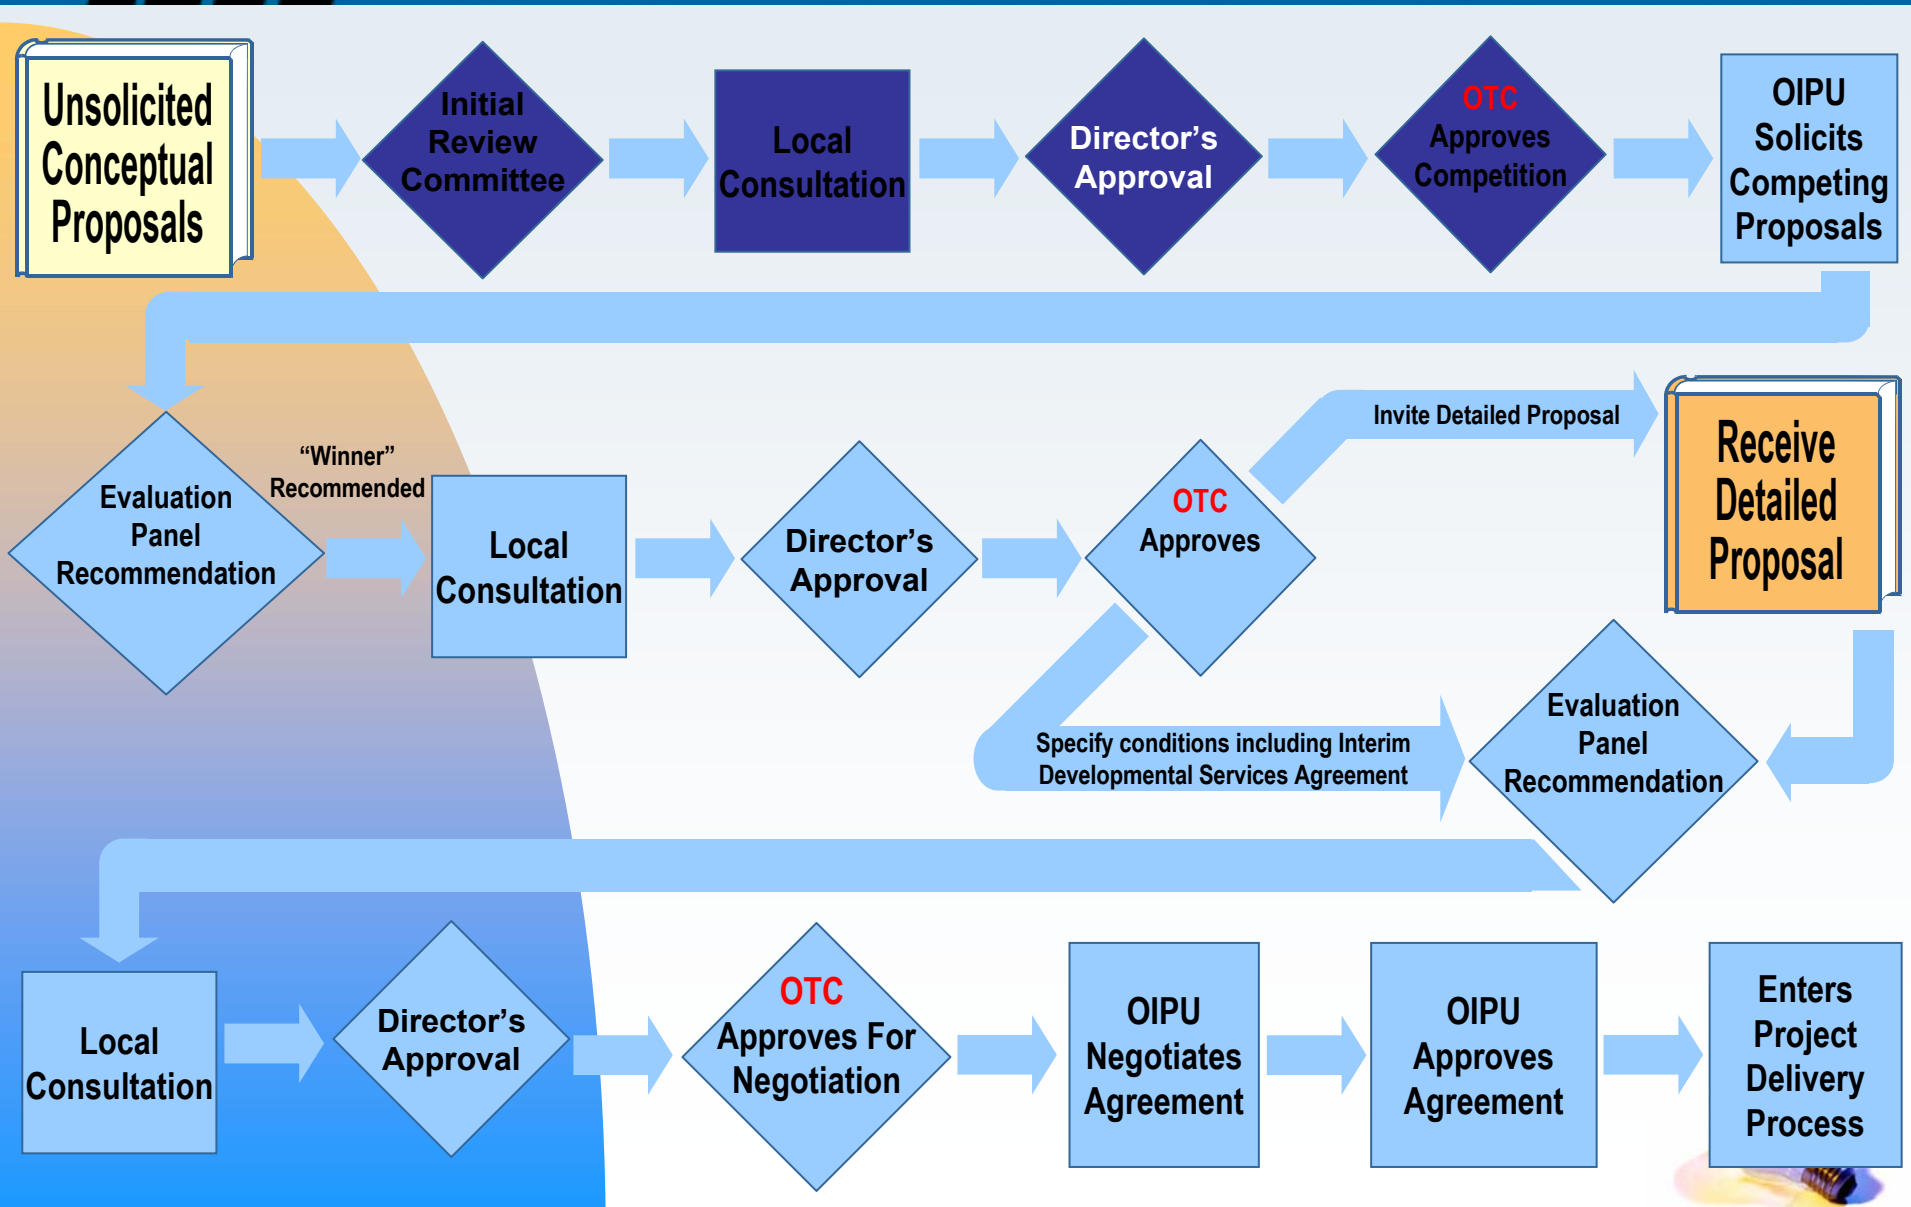 Unsolicited
Conceptual
Proposals
Initial
Review
Committee
Local
Consultation
Director’s
Approval
OTC
Approves
Competition
OIPU
Solicits
Competing
Proposals
Evaluation
Panel
Recommendation
“Winner”
Recommended
Local
Consultation
Director’s
Approval
OTC
Approves
Invite Detailed Proposal
Receive
Detailed
Proposal
Specify conditions including Interim
Developmental Services Agreement
Evaluation
Panel
Recommendation
Local
Consultation
Director’s
Approval
OTC
Approves For
Negotiation
OIPU
Negotiates
Agreement
OIPU
Approves
Agreement
Enters
Project
Delivery
Process